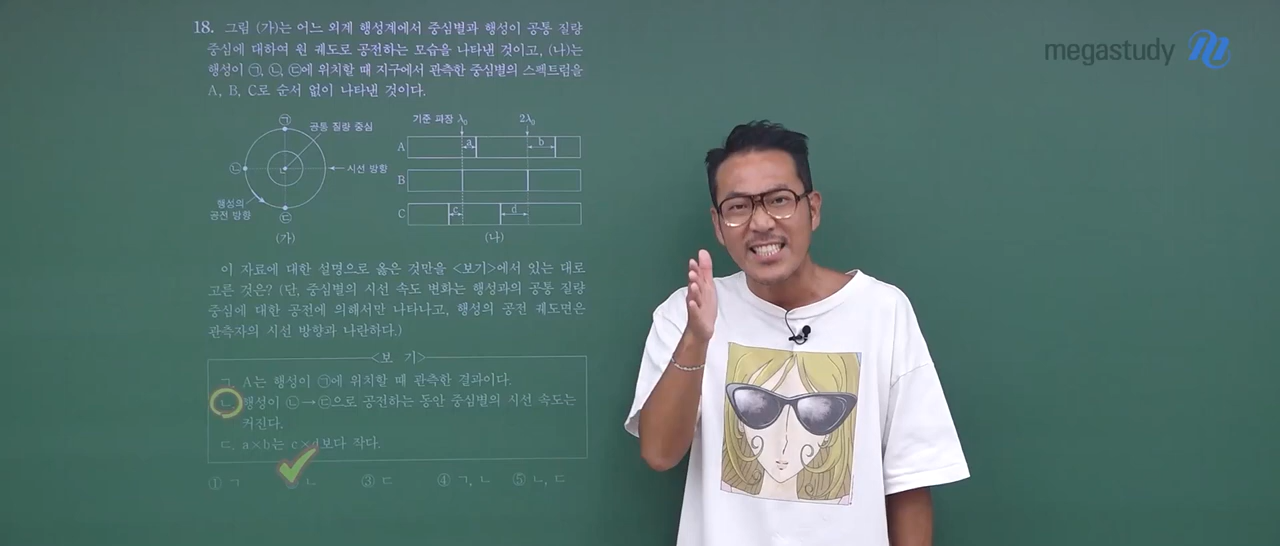 megastudy
18. 그림 (가)는 어느 외계 행성계에서 중심별과 행성이 공통 질량
중심에 대하여 원 궤도로 공전하는 모습을 나타낸 것이고, (나)는
행성이 ㉠, ㉡, ㉢에 위치할 때 지구에서 관측한 중심별의 스펙트럼을
A, B, C로 순서 없이 나타낸 것이다.
㉠
공통 질량 중심
㉡
시선 방향
행성의
공전 방향
㉢
(가)
기준 파장 λ₀
2λ₀
A
a
b
B
C
c
d
(나)
이 자료에 대한 설명으로 옳은 것만을 <보기>에서 있는 대로
고른 것은? (단, 중심별의 시선 속도 변화는 행성과의 공통 질량
중심에 대한 공전에 의해서만 나타나고, 행성의 공전 궤도면은
관측자의 시선 방향과 나란하다.)
<보 기>
ㄱ. A는 행성이 ㉠에 위치할 때 관측한 결과이다.
ㄴ. 행성이 ㉡→㉢으로 공전하는 동안 중심별의 시선 속도는
커진다.
ㄷ. a×b는 c×d보다 작다.
① ㄱ ② ㄴ ③ ㄷ ④ ㄱ, ㄴ ⑤ ㄴ, ㄷ